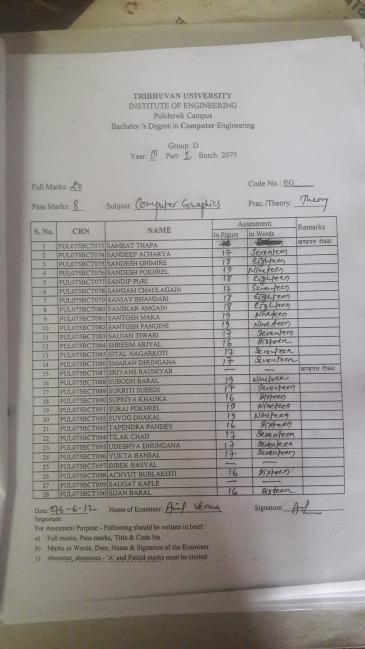 TRIBHUVAN UNIVERSITY
INSTITUTE OF ENGINEERING
Pulchowk Campus
Bachelor's Degree in Computer Engineering
Group: D
Year: III Part: I Batch: 2075
Full Marks: 20 Code No.: EG
Pass Marks: 8 Subject: Computer Graphics Prac./Theory: Theory
S. No. CRN NAME Assesment Remarks
In Figure In Words
1 PUL075BCT073 SAMRAT THAPA
2 PUL075BCT074 SANDEEP ACHARYA 17 Seventeen
3 PUL075BCT075 SANDESH GHIMIRE 18 Eighteen
4 PUL075BCT076 SANDESH POKHREL 19 Nineteen
5 PUL075BCT077 SANDIP PURI 18 Eighteen
6 PUL075BCT078 SANGAM CHAULAGAIN 17 Seventeen
7 PUL075BCT079 SANJAY BHANDARI 18 Eighteen
8 PUL075BCT080 SANSKAR AMGAIN 18 Eighteen
9 PUL075BCT081 SANTOSH MAKA 19 Nineteen
10 PUL075BCT082 SANTOSH PANGENI 19 Nineteen
11 PUL075BCT083 SAUJAN TIWARI 17 Seventeen
12 PUL075BCT084 SHREEM ARJYAL 16 Sixteen
13 PUL075BCT085 SITAL NAGARKOTI 17 Seventeen
14 PUL075BCT086 SMARAN DHUNGANA 17 Seventeen
15 PUL075BCT087 SRIYANS RAUNIYAR — —
16 PUL075BCT088 SUBODH BARAL 19 Nineteen
17 PUL075BCT089 SUKRITI SUBEDI 17 Seventeen
18 PUL075BCT090 SUPRIYA KHADKA 16 Sixteen
19 PUL075BCT091 SURAJ POKHREL 19 Nineteen
20 PUL075BCT092 SUYOG DHAKAL 19 Nineteen
21 PUL075BCT093 TAPENDRA PANDEY 16 Sixteen
22 PUL075BCT094 TILAK CHAD 17 Seventeen
23 PUL075BCT095 UDESHYA DHUNGANA 17 Seventeen
24 PUL075BCT096 YUKTA BANSAL 17 Seventeen
25 PUL075BCT097 BIBEK BASYAL — —
26 PUL075BCT098 ACHYUT BURLAKOTI 16 Sixteen
27 PUL075BCT099 SAUGAT KAFLE — —
28 PUL075BCT100 SIJAN BARAL 16 Sixteen
Date 076-6-12 Name of Examiner: Anil Verma Signature:
Important:
For Assesment Purpose - Following should be written in brief :
a) Full marks, Pass marks, Title & Code No.
b) Marks in Words, Date, Name & Signature of the Examiner.
c) Absence, absentees - 'A' and Failed marks must be circled